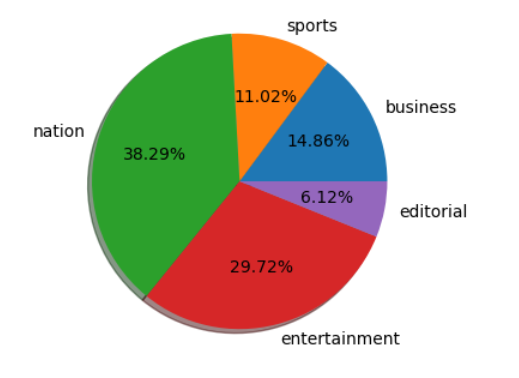 sports
business
11.02%
nation
14.86%
38.29%
6.12%
editorial
29.72%
entertainment